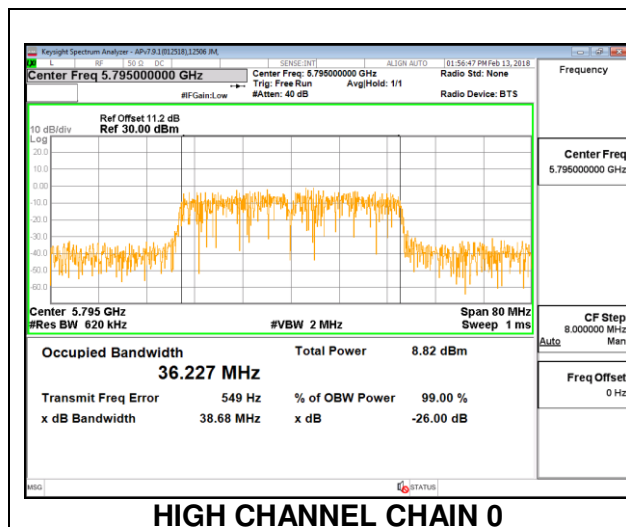 Keysight Spectrum Analyzer - APv7.9.1(012518),12506 JM,
L RF 50 Ω DC SENSE:INT ALIGN AUTO 01:56:47 PM Feb 13, 2018
Center Freq 5.795000000 GHz Center Freq: 5.795000000 GHz Radio Std: None Frequency
Trig: Free Run Avg|Hold: 1/1
#IFGain:Low #Atten: 40 dB Radio Device: BTS
Ref Offset 11.2 dB
10 dB/div Ref 30.00 dBm
Log
20.0
10.0
0.00
-10.0
-20.0
-30.0
-40.0
-50.0
-60.0
Center Freq
5.795000000 GHz
Center 5.795 GHz Span 80 MHz
#Res BW 620 kHz #VBW 2 MHz Sweep 1 ms
CF Step
8.000000 MHz
Auto Man
Occupied Bandwidth Total Power 8.82 dBm
36.227 MHz
Freq Offset
0 Hz
Transmit Freq Error 549 Hz % of OBW Power 99.00 %
x dB Bandwidth 38.68 MHz x dB -26.00 dB
MSG STATUS
HIGH CHANNEL CHAIN 0